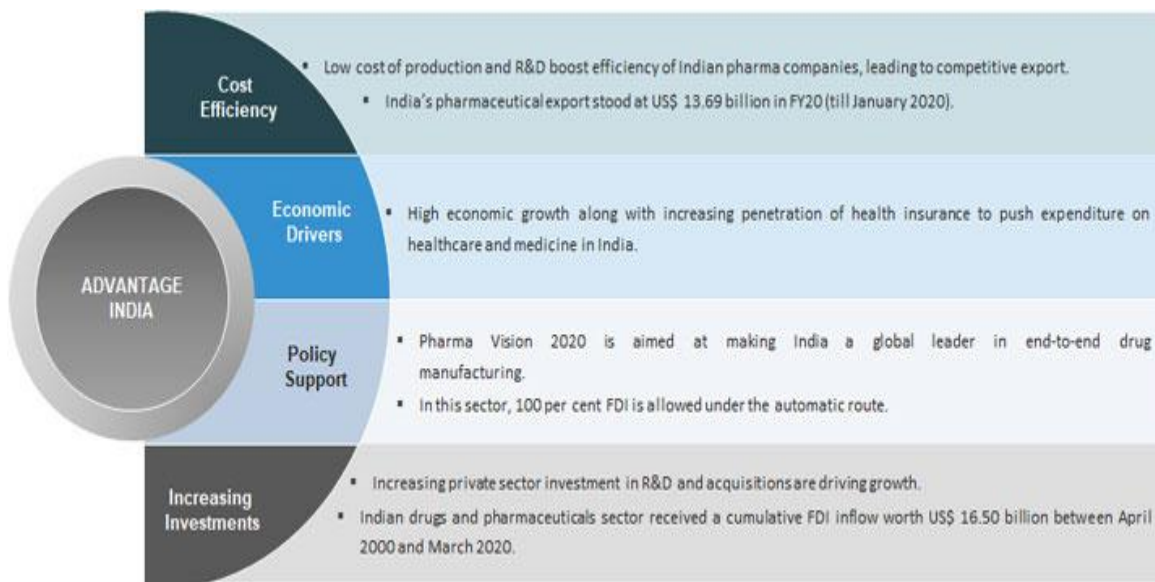 Cost
Efficiency
▪ Low cost of production and R&D boost efficiency of Indian pharma companies, leading to competitive export.
▪ India's pharmaceutical export stood at US$ 13.69 billion in FY20 (till January 2020).
ADVANTAGE
INDIA
Economic
Drivers
▪ High economic growth along with increasing penetration of health insurance to push expenditure on
healthcare and medicine in India.
Policy
Support
▪ Pharma Vision 2020 is aimed at making India a global leader in end-to-end drug
manufacturing.
▪ In this sector, 100 per cent FDI is allowed under the automatic route.
Increasing
Investments
▪ Increasing private sector investment in R&D and acquisitions are driving growth.
▪ Indian drugs and pharmaceuticals sector received a cumulative FDI inflow worth US$ 16.50 billion between April
2000 and March 2020.